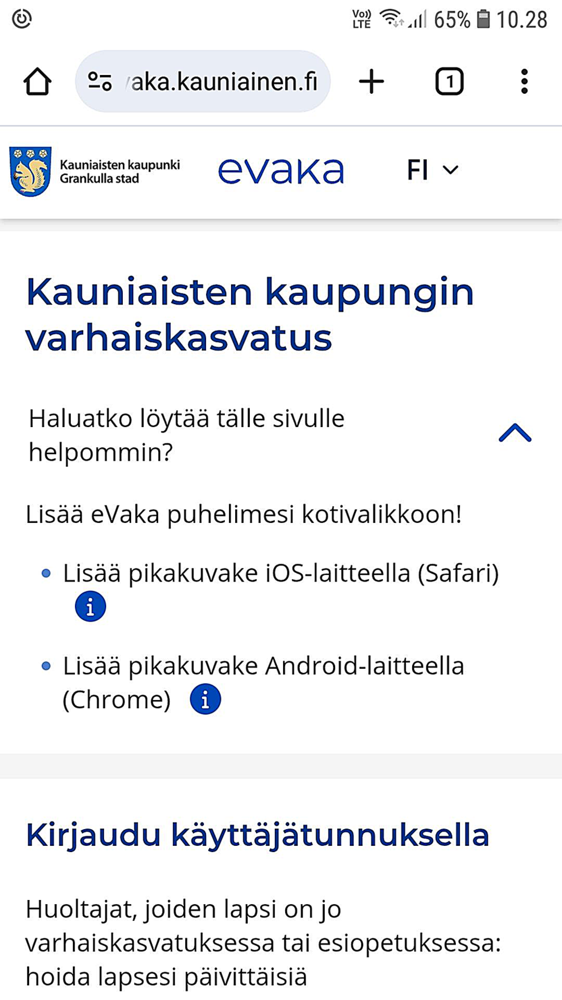 Vo)) LTE 65% 10.28
aka.kauniainen.fi 1
Kauniaisten kaupunki
Grankulla stad
evaka FI
Kauniaisten kaupungin
varhaiskasvatus
Haluatko löytää tälle sivulle
helpommin?
Lisää eVaka puhelimesi kotivalikkoon!
• Lisää pikakuvake iOS-laitteella (Safari)
i
• Lisää pikakuvake Android-laitteella
(Chrome) i
Kirjaudu käyttäjätunnuksella
Huoltajat, joiden lapsi on jo
varhaiskasvatuksessa tai esiopetuksessa:
hoida lapsesi päivittäisiä